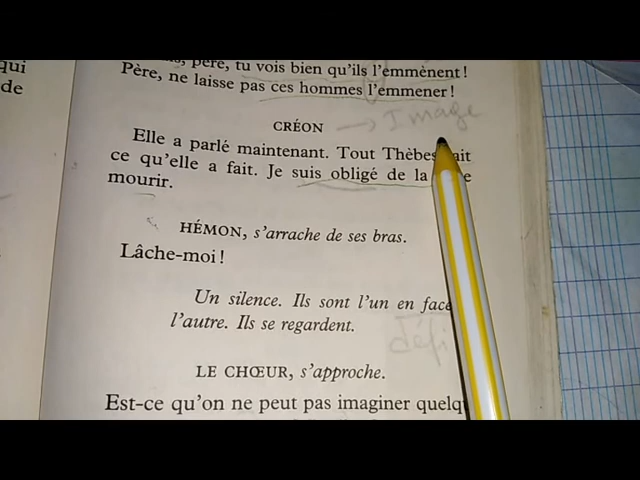 qui
de
père, tu vois bien qu'ils l'emmènent !
Père, ne laisse pas ces hommes l'emmener !
CRÉON → Image
Elle a parlé maintenant. Tout Thèbes
ce qu'elle a fait. Je suis obligé de la
mourir.
HÉMON, s'arrache de ses bras.
Lâche-moi !
Un silence. Ils sont l'un en face
l'autre. Ils se regardent.
défi
LE CHŒUR, s'approche.
Est-ce qu'on ne peut pas imaginer